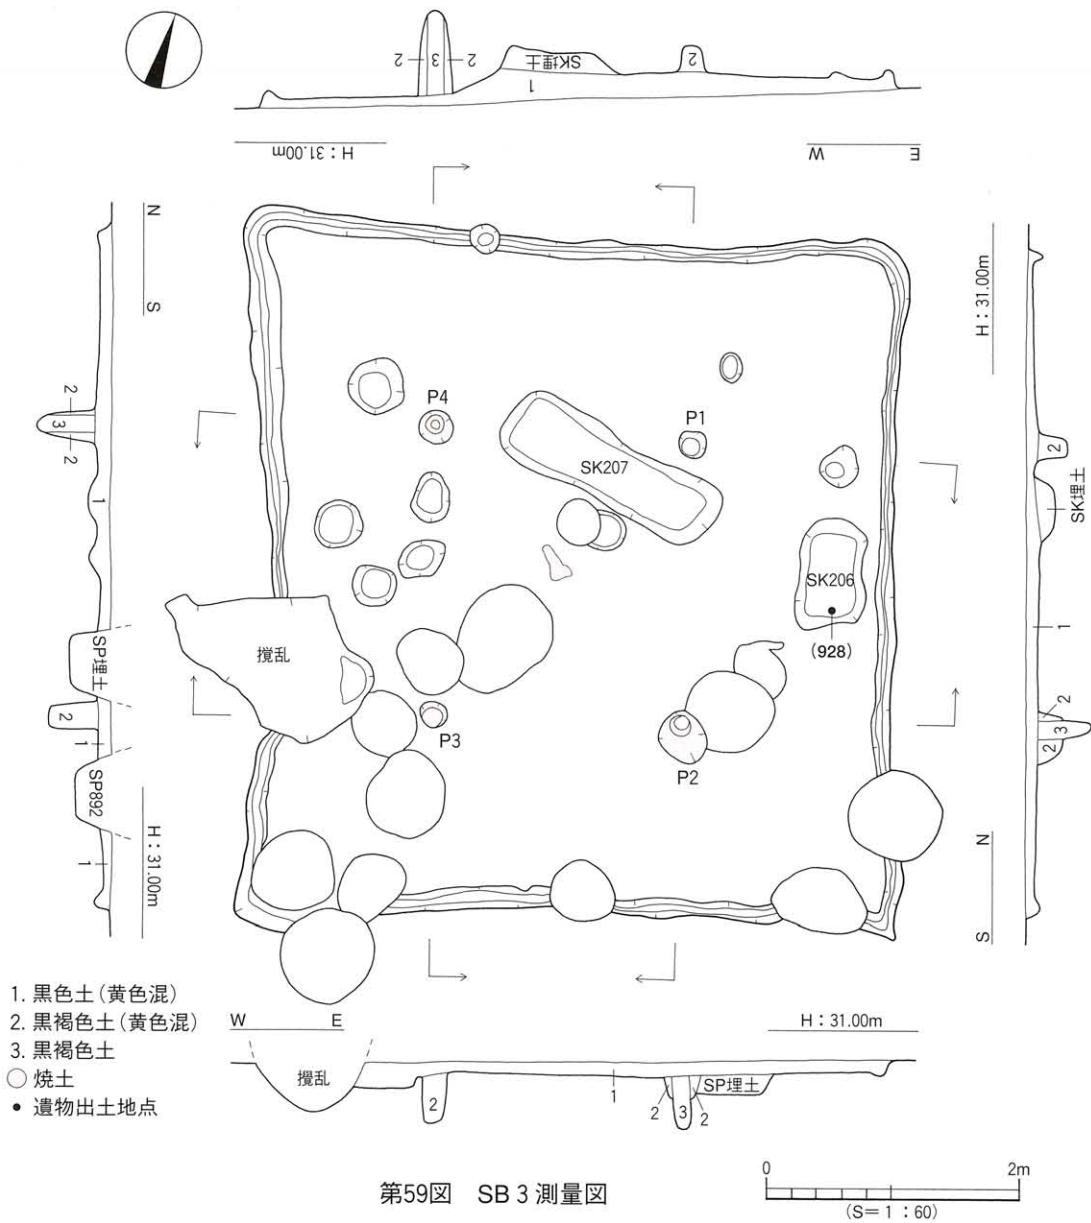 2 3 2
SK埋土
2
1
H：31.00m
W E
N
S
2
3
2
1
SP埋土
2
1
SP892
1
H：31.00m
H：31.00m
2
SK埋土
1
2
3
2
N
S
P4
P1
SK207
SK206
(928)
攪乱
P3
P2
1. 黒色土（黄色混）
2. 黒褐色土（黄色混）
3. 黒褐色土
焼土
遺物出土地点
W E
H：31.00m
攪乱
2
1
2 3 2
SP埋土
第59図 SB 3 測量図
0 2m
(S＝1：60)